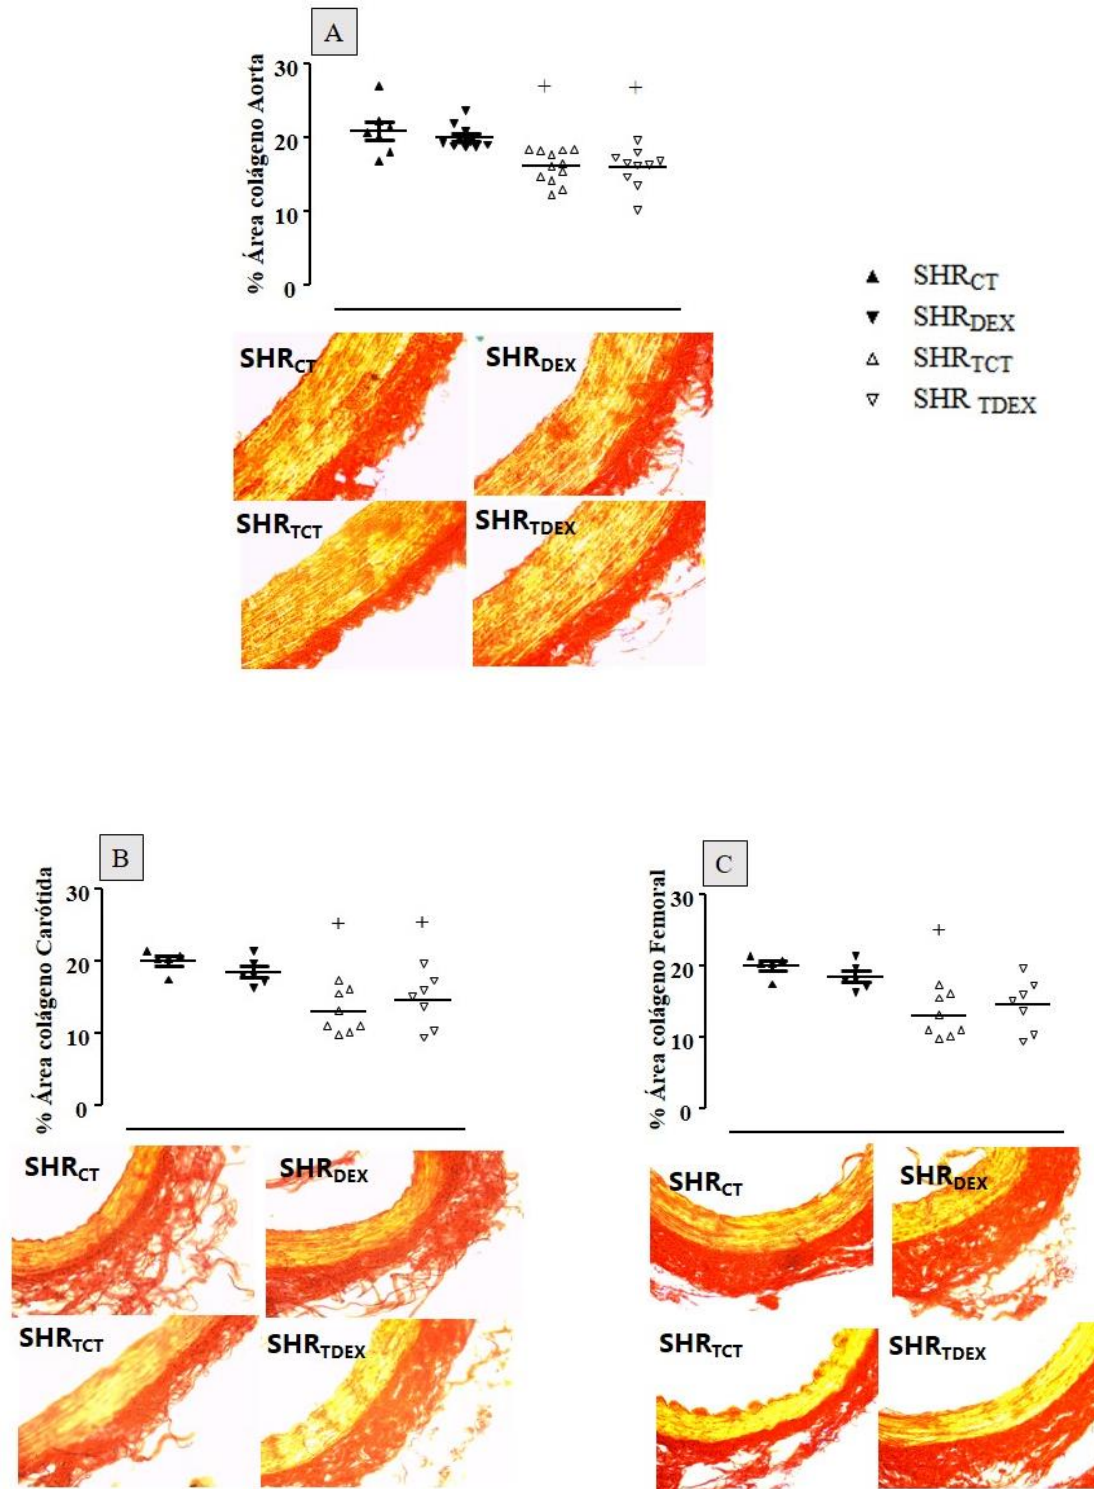 A
% Área colágeno Aorta
30
20
10
0
+
+
SHRCT
SHRDEX
SHRTCT
SHR TDEX
SHRCT
SHRDEX
SHRTCT
SHRTDEX
B
% Área colágeno Carótida
30
20
10
0
+
+
SHRCT
SHRDEX
SHRTCT
SHRTDEX
C
% Área colágeno Femoral
30
20
10
0
+
SHRCT
SHRDEX
SHRTCT
SHRTDEX